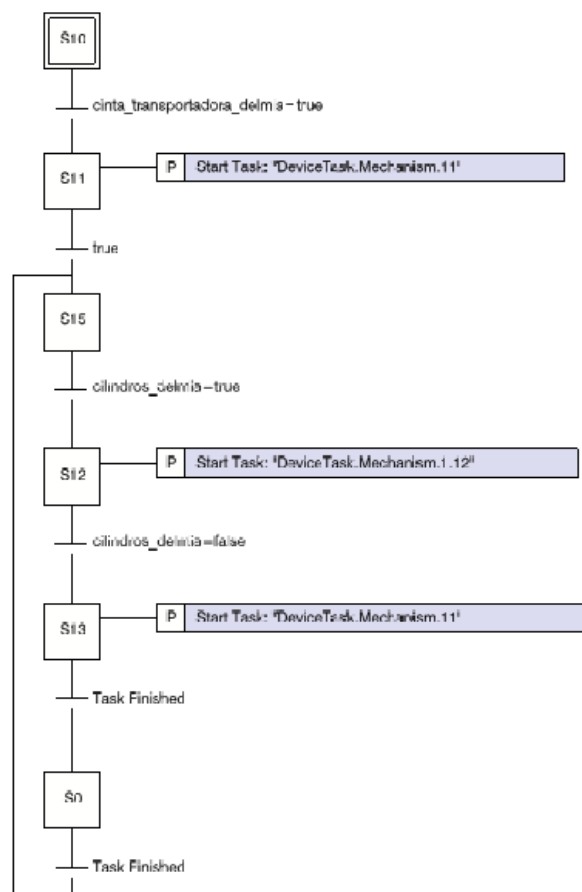 S10
cinta_transportadora_delmia=true
S11
P Start Task: "DeviceTask.Mechanism.11"
true
S15
cilindros_delmia=true
S12
P Start Task: "DeviceTask.Mechanism.1.12"
cilindros_delmia=false
S13
P Start Task: "DeviceTask.Mechanism.11"
Task Finished
S0
Task Finished